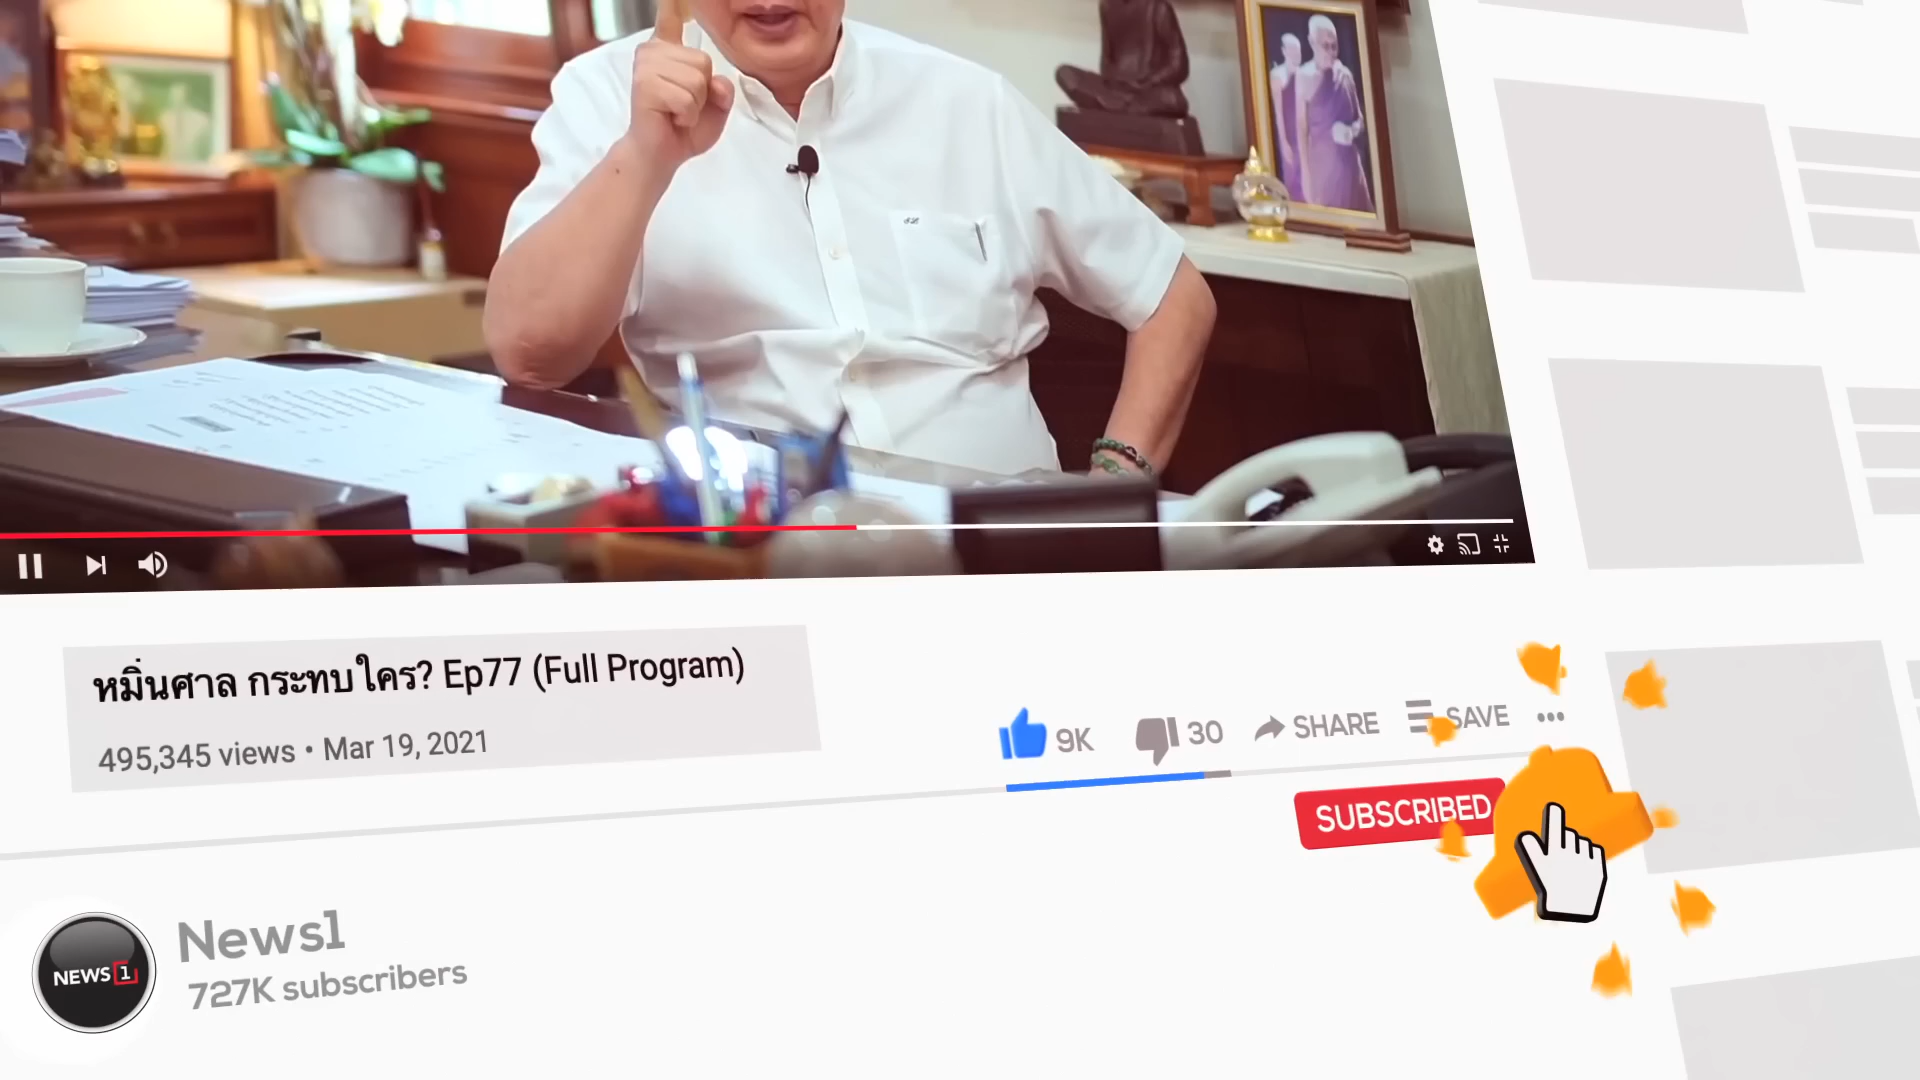 หมิ่นศาล กระทบใคร? Ep77 (Full Program)
495,345 views • Mar 19, 2021
9K
30
SHARE
SAVE
SUBSCRIBED
NEWS 1
News1
727K subscribers